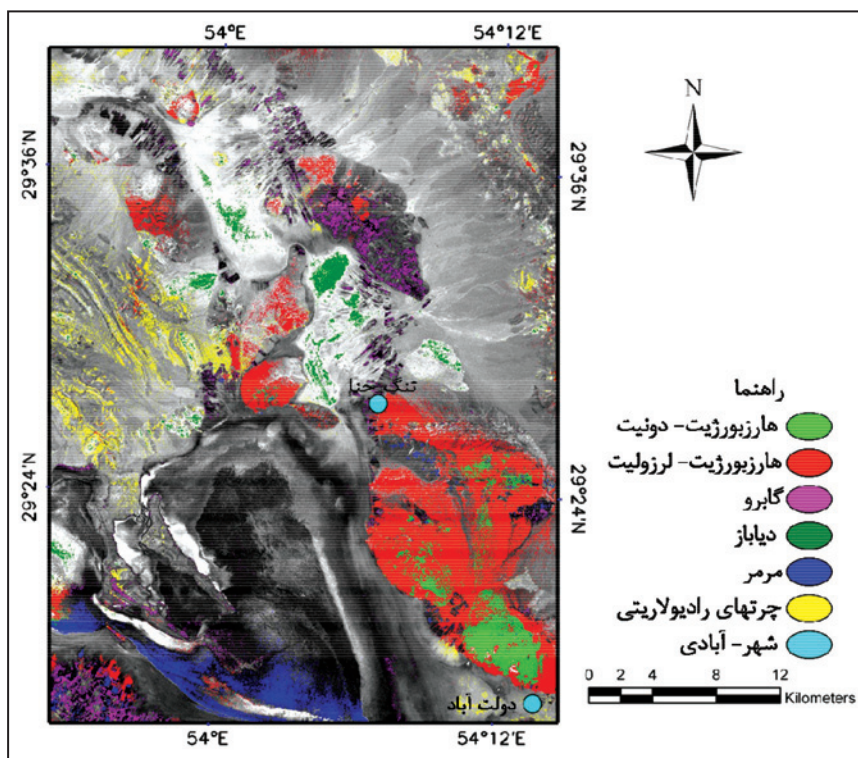 54°E 54°12'E
N
29°36'N 29°36'N
تنگ حنا
29°24'N 29°24'N
دولت آباد
54°E 54°12'E
راهنما
هارزبورژیت- دونیت
هارزبورژیت- لرزولیت
گابرو
دیاباز
مرمر
چرتهای رادیولاریتی
شهر- آبادی
0 2 4 8 12
Kilometers